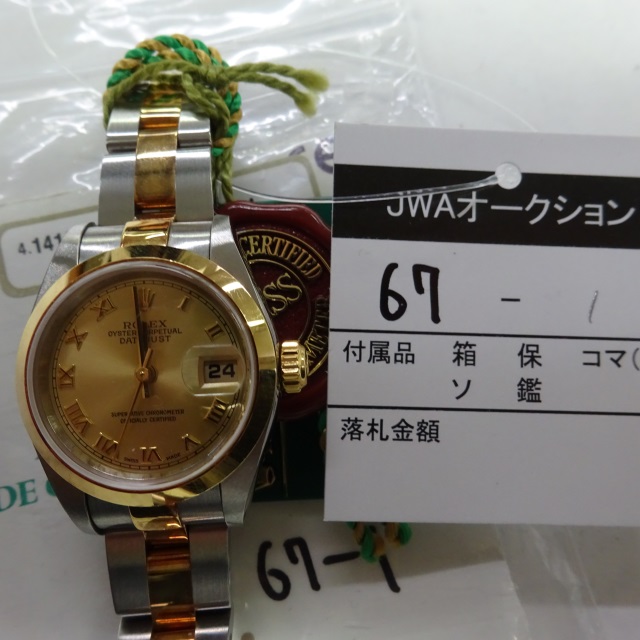 4.141
ROLEX
OYSTER PERPETUAL
DATEJUST
24
SUPERLATIVE CHRONOMETER
OFFICIALLY CERTIFIED
CERTIFIED
JWAオークション
67 - 1
付属品 箱 保 コマ(
ソ 鑑
落札金額
DE
67-1